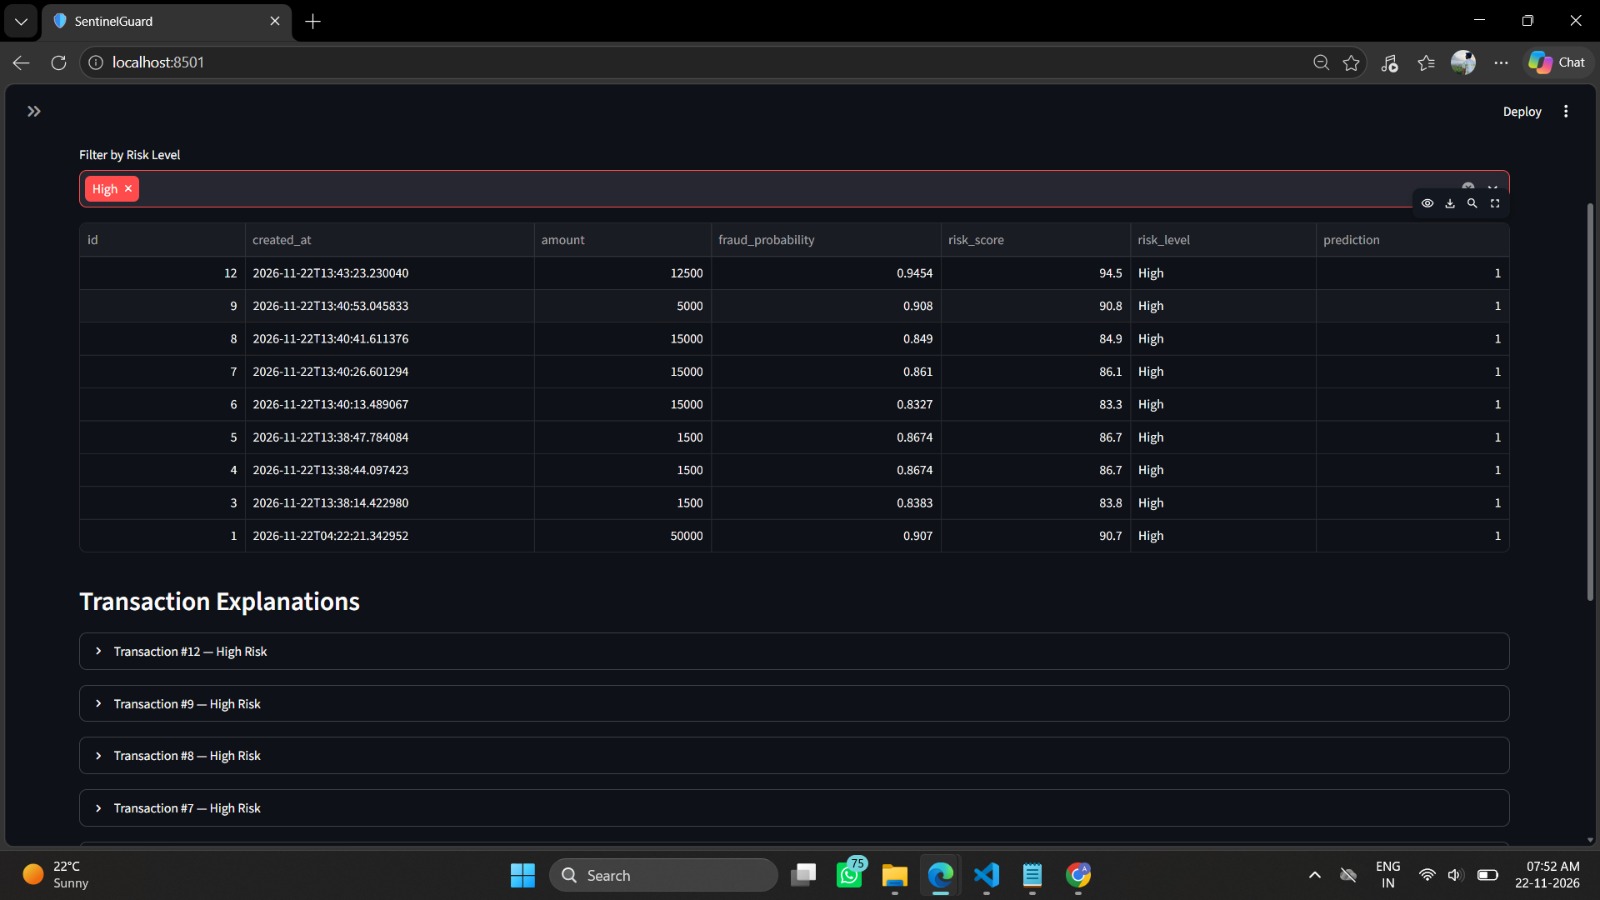 SentinelGuard
localhost:8501
Chat
Deploy
Filter by Risk Level
High
id created_at amount fraud_probability risk_score risk_level prediction
12 2026-11-22T13:43:23.230040 12500 0.9454 94.5 High 1
9 2026-11-22T13:40:53.045833 5000 0.908 90.8 High 1
8 2026-11-22T13:40:41.611376 15000 0.849 84.9 High 1
7 2026-11-22T13:40:26.601294 15000 0.861 86.1 High 1
6 2026-11-22T13:40:13.489067 15000 0.8327 83.3 High 1
5 2026-11-22T13:38:47.784084 1500 0.8674 86.7 High 1
4 2026-11-22T13:38:44.097423 1500 0.8674 86.7 High 1
3 2026-11-22T13:38:14.422980 1500 0.8383 83.8 High 1
1 2026-11-22T04:22:21.342952 50000 0.907 90.7 High 1
Transaction Explanations
Transaction #12 — High Risk
Transaction #9 — High Risk
Transaction #8 — High Risk
Transaction #7 — High Risk
22°C
Sunny
Search
75
ENG
IN
07:52 AM
22-11-2026